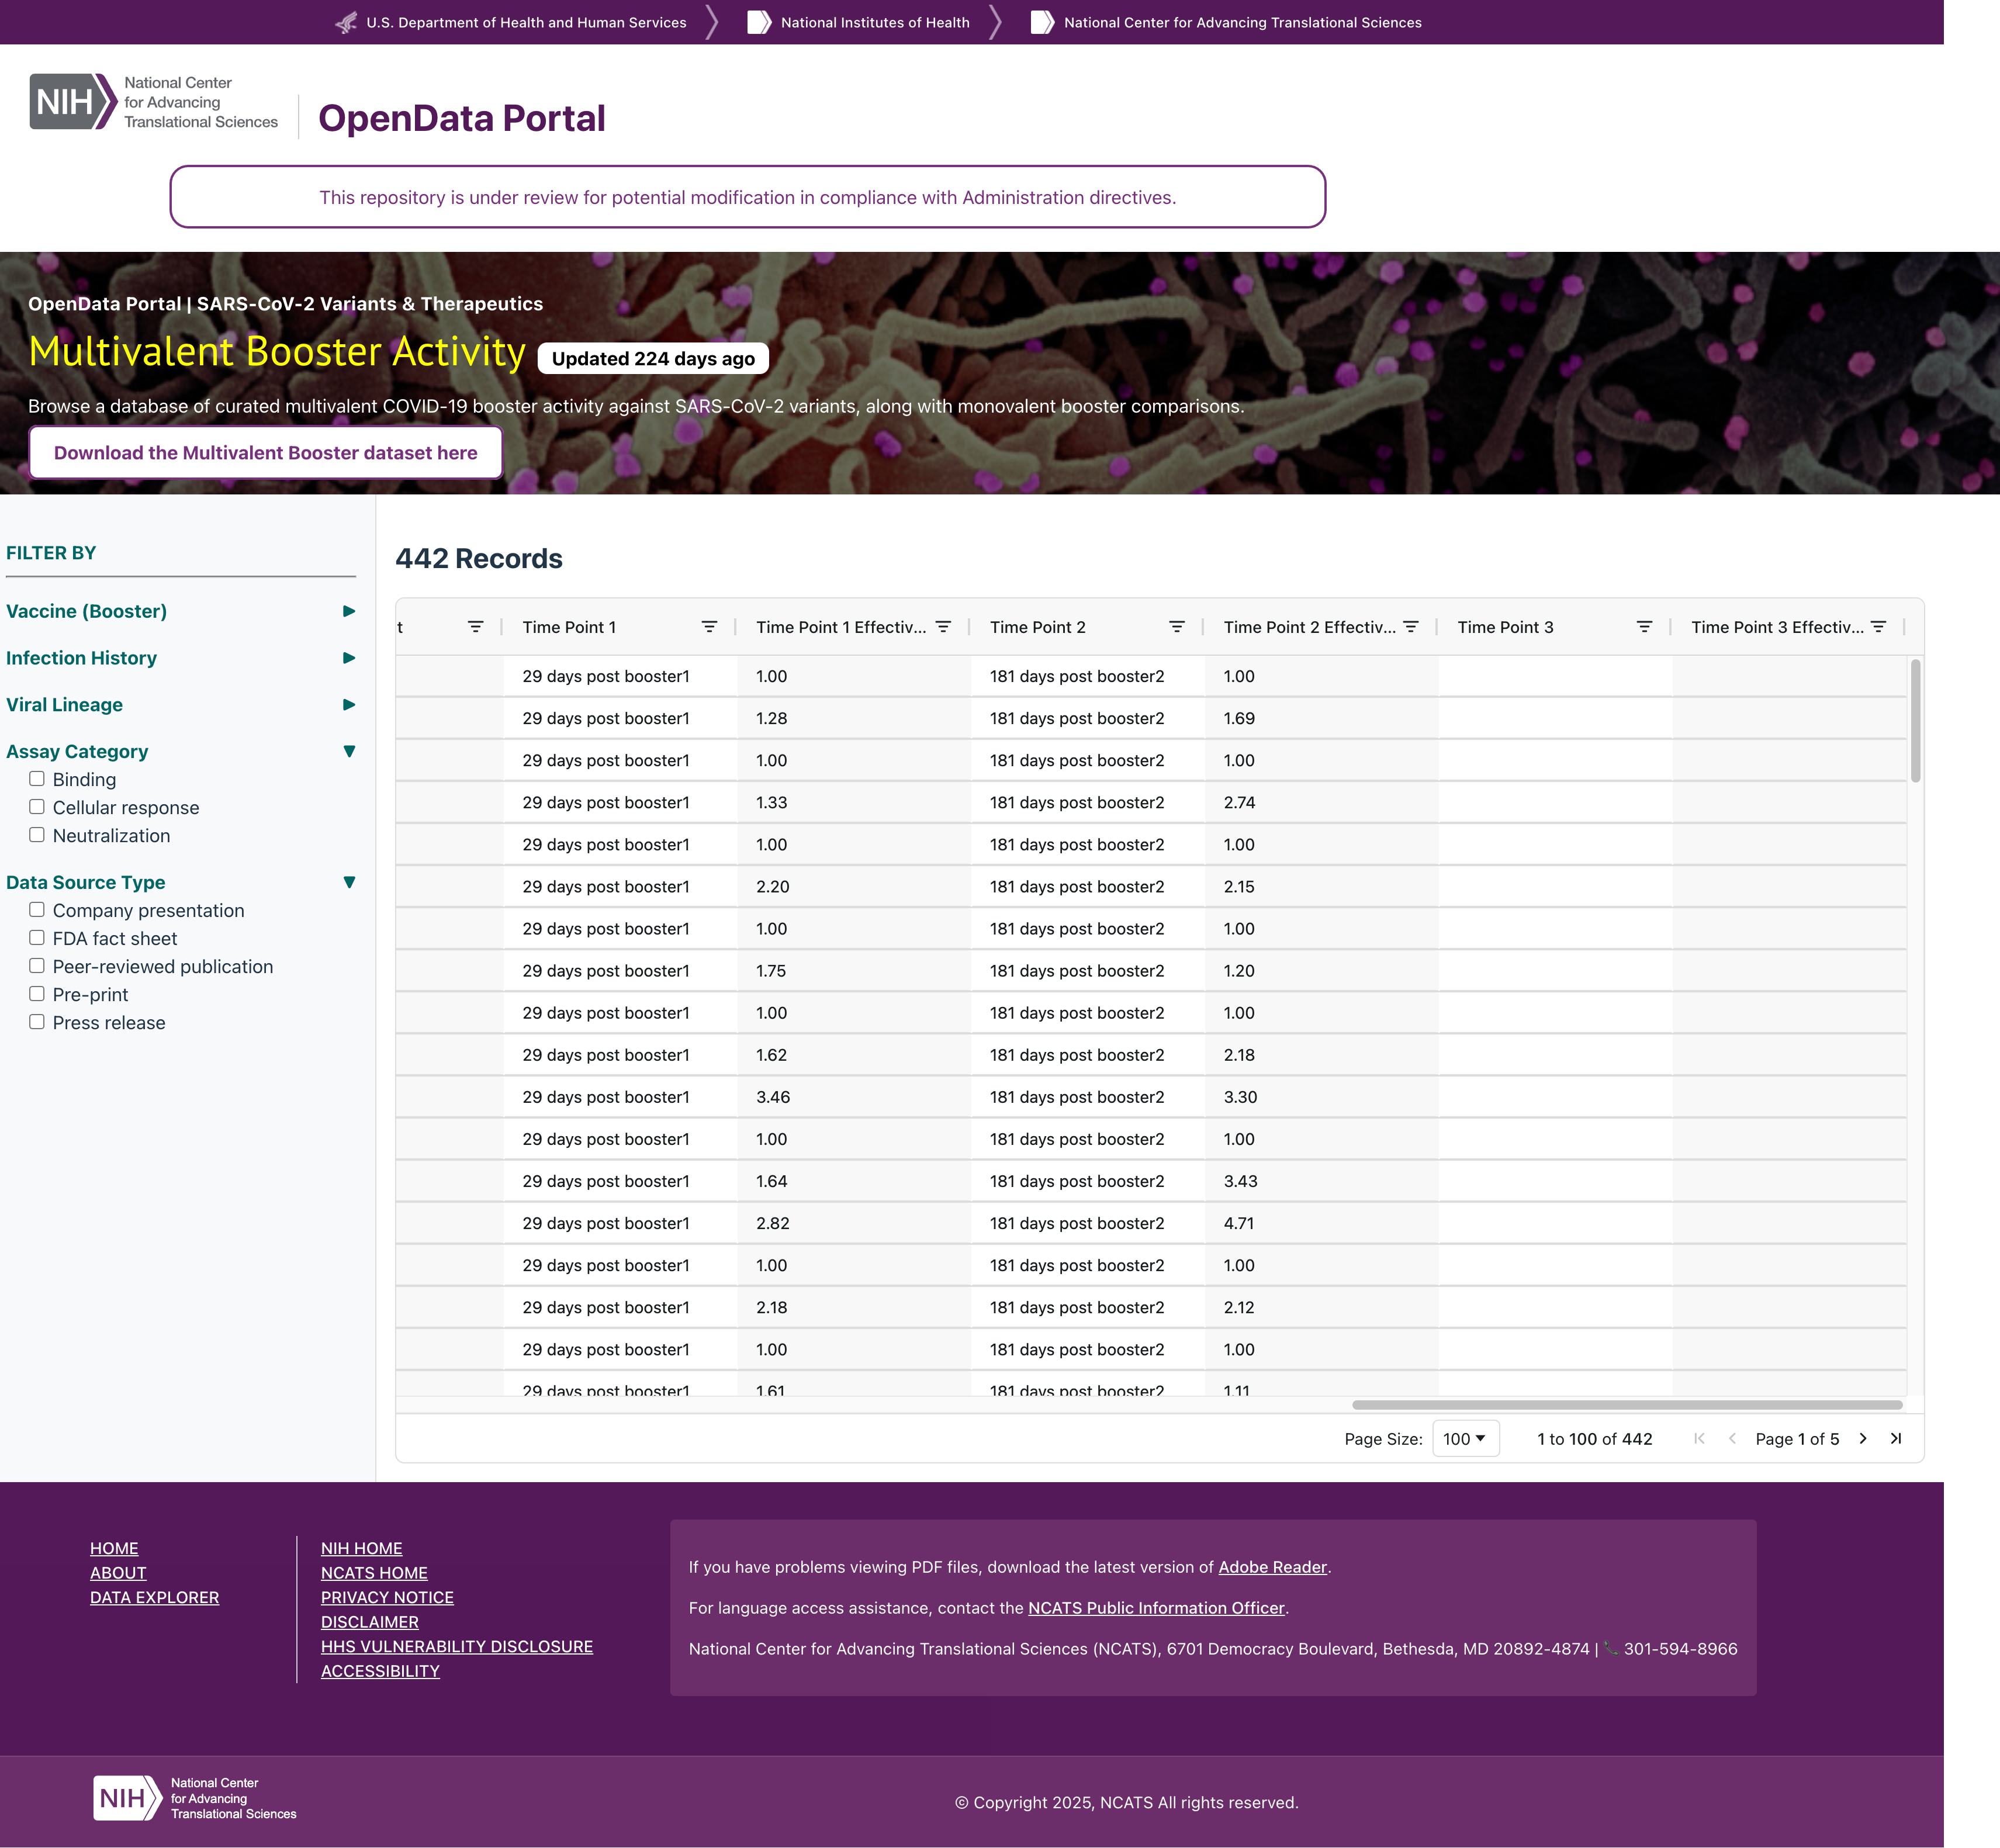 U.S. Department of Health and Human Services National Institutes of Health National Center for Advancing Translational Sciences
NIH National Center
for Advancing
Translational Sciences
OpenData Portal
This repository is under review for potential modification in compliance with Administration directives.
OpenData Portal | SARS-CoV-2 Variants & Therapeutics
Multivalent Booster Activity Updated 224 days ago
Browse a database of curated multivalent COVID-19 booster activity against SARS-CoV-2 variants, along with monovalent booster comparisons.
Download the Multivalent Booster dataset here
FILTER BY
Vaccine (Booster)
Infection History
Viral Lineage
Assay Category
Binding
Cellular response
Neutralization
Data Source Type
Company presentation
FDA fact sheet
Peer-reviewed publication
Pre-print
Press release
442 Records
t Time Point 1 Time Point 1 Effectiv... Time Point 2 Time Point 2 Effectiv... Time Point 3 Time Point 3 Effectiv...
29 days post booster1 1.00 181 days post booster2 1.00
29 days post booster1 1.28 181 days post booster2 1.69
29 days post booster1 1.00 181 days post booster2 1.00
29 days post booster1 1.33 181 days post booster2 2.74
29 days post booster1 1.00 181 days post booster2 1.00
29 days post booster1 2.20 181 days post booster2 2.15
29 days post booster1 1.00 181 days post booster2 1.00
29 days post booster1 1.75 181 days post booster2 1.20
29 days post booster1 1.00 181 days post booster2 1.00
29 days post booster1 1.62 181 days post booster2 2.18
29 days post booster1 3.46 181 days post booster2 3.30
29 days post booster1 1.00 181 days post booster2 1.00
29 days post booster1 1.64 181 days post booster2 3.43
29 days post booster1 2.82 181 days post booster2 4.71
29 days post booster1 1.00 181 days post booster2 1.00
29 days post booster1 2.18 181 days post booster2 2.12
29 days post booster1 1.00 181 days post booster2 1.00
29 days post booster1 1.61 181 days post booster2 1.11
Page Size: 100 1 to 100 of 442 Page 1 of 5
HOME
ABOUT
DATA EXPLORER
NIH HOME
NCATS HOME
PRIVACY NOTICE
DISCLAIMER
HHS VULNERABILITY DISCLOSURE
ACCESSIBILITY
If you have problems viewing PDF files, download the latest version of Adobe Reader.
For language access assistance, contact the NCATS Public Information Officer.
National Center for Advancing Translational Sciences (NCATS), 6701 Democracy Boulevard, Bethesda, MD 20892-4874 | 301-594-8966
NIH National Center
for Advancing
Translational Sciences
© Copyright 2025, NCATS All rights reserved.